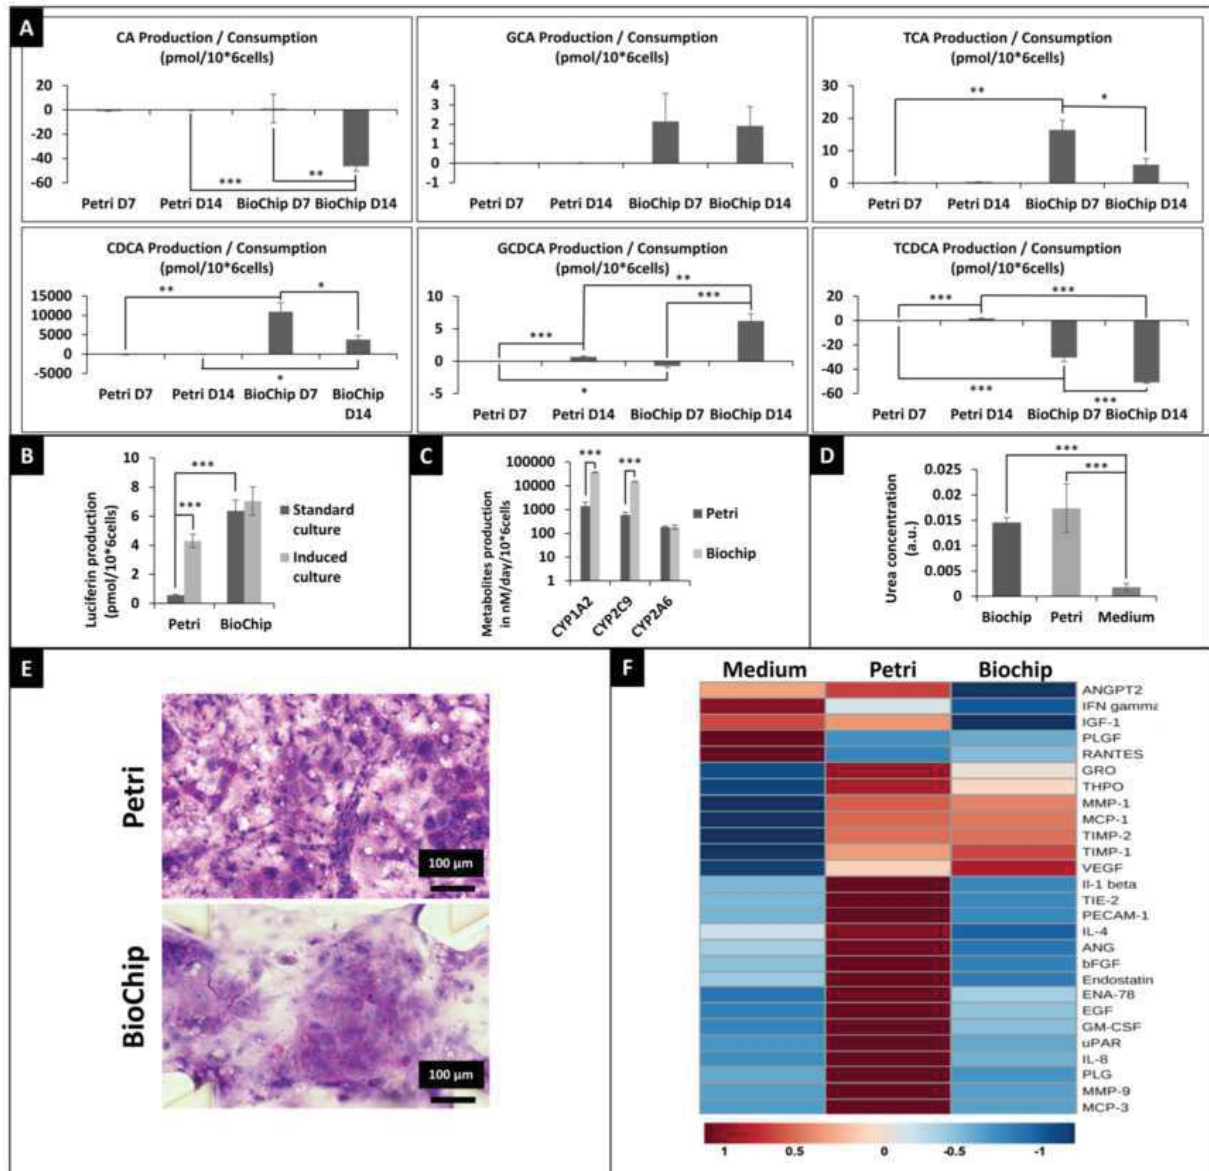 A
CA Production / Consumption
(pmol/10*6cells)
20
0
-20
-40
-60
***
**
Petri D7 Petri D14 BioChip D7 BioChip D14
GCA Production / Consumption
(pmol/10*6cells)
4
3
2
1
0
-1
Petri D7 Petri D14 BioChip D7 BioChip D14
TCA Production / Consumption
(pmol/10*6cells)
30
20
10
0
**
*
Petri D7 Petri D14 BioChip D7 BioChip D14
CDCA Production / Consumption
(pmol/10*6cells)
15000
10000
5000
0
-5000
**
*
*
Petri D7 Petri D14 BioChip D7 BioChip
D14
GCDCA Production / Consumption
(pmol/10*6cells)
10
5
0
-5
**
***
***
*
Petri D7 Petri D14 BioChip D7 BioChip D14
TCDCA Production / Consumption
(pmol/10*6cells)
20
0
-20
-40
-60
***
***
***
***
Petri D7 Petri D14 BioChip D7 BioChip D14
B
Luciferin production
(pmol/10*6cells)
10
8
6
4
2
0
***
***
Petri BioChip
Standard
culture
Induced
culture
C
Metabolites production
in nM/day/10*6cells
100000
10000
1000
100
10
1
*** ***
CYP1A2 CYP2C9 CYP2A6
Petri
Biochip
D
Urea concentration
(a.u.)
0.025
0.02
0.015
0.01
0.005
0
***
***
Biochip Petri Medium
E
Petri
100 µm
BioChip
100 µm
F
Medium Petri Biochip
ANGPT2
IFN gamma
IGF-1
PLGF
RANTES
GRO
THPO
MMP-1
MCP-1
TIMP-2
TIMP-1
VEGF
Il-1 beta
TIE-2
PECAM-1
IL-4
ANG
bFGF
Endostatin
ENA-78
EGF
GM-CSF
uPAR
IL-8
PLG
MMP-9
MCP-3
1 0.5 0 -0.5 -1